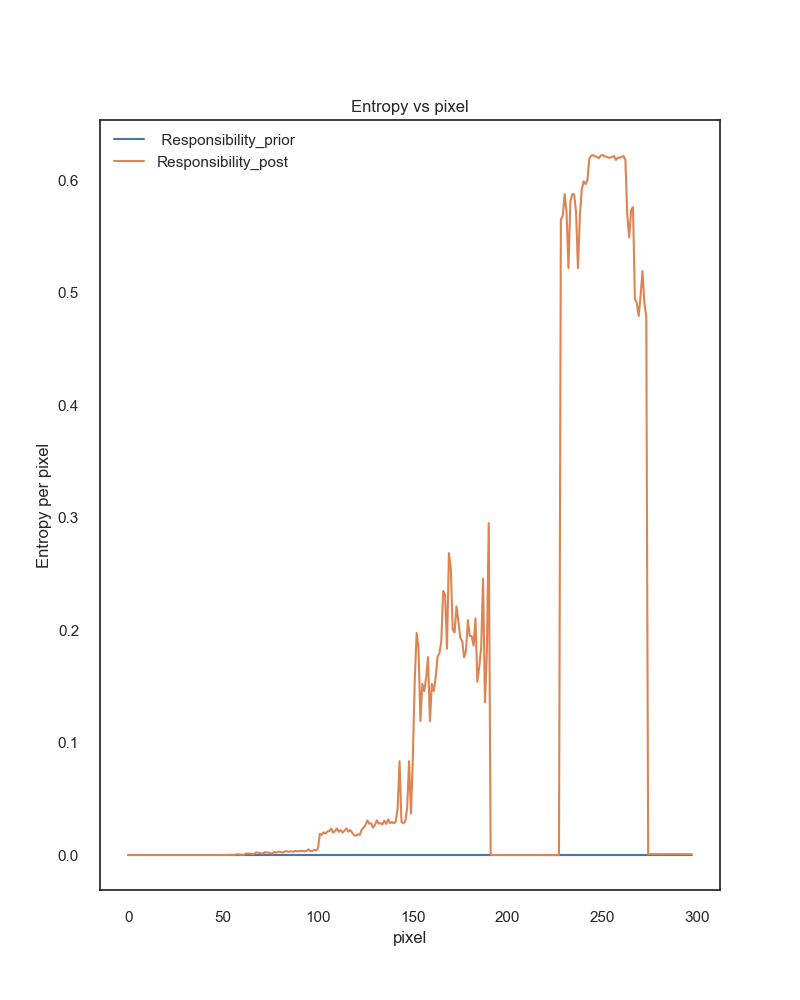 Entropy vs pixel
Responsibility_prior
Responsibility_post
0.6
0.5
0.4
0.3
0.2
0.1
0.0
Entropy per pixel
0 50 100 150 200 250 300
pixel